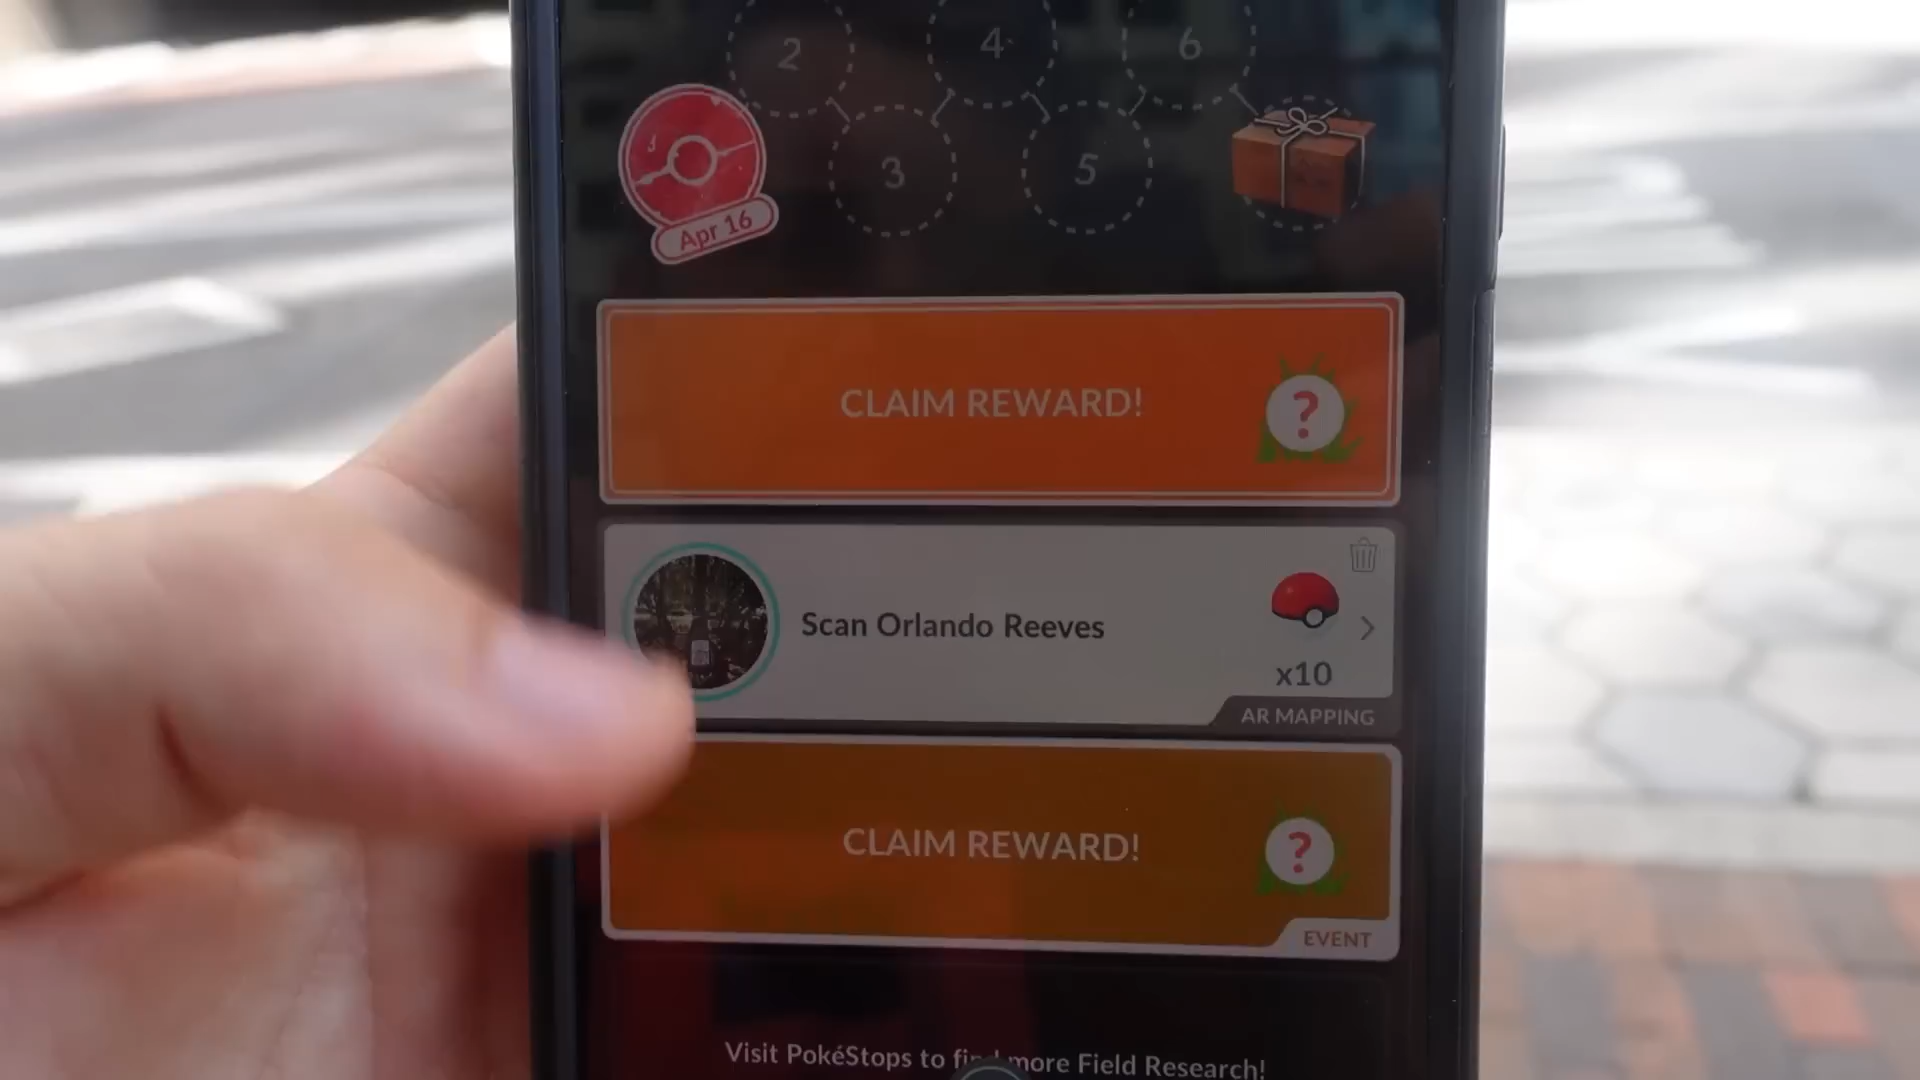 2
4
6
3
5
Apr 16
CLAIM REWARD!
?
Scan Orlando Reeves
x10
AR MAPPING
CLAIM REWARD!
?
EVENT
Visit PokéStops to find more Field Research!